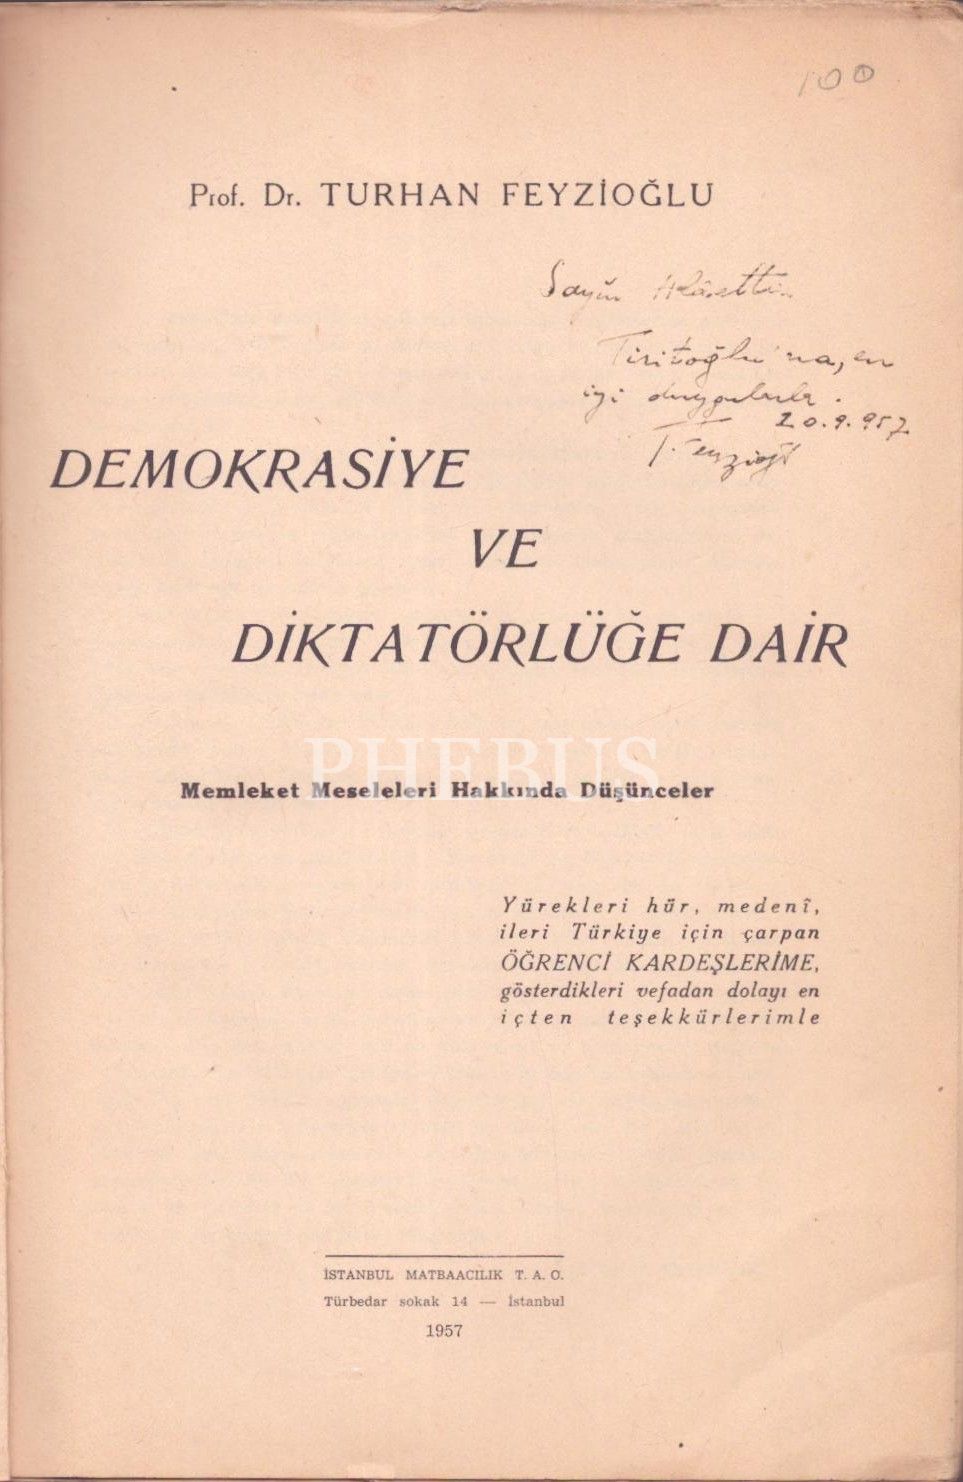 100
Prof. Dr. TURHAN FEYZİOĞLU
Sayın Alâettin
Tiritoğlu'na, en
iyi duygularla.
20.9.957
T. Feyzioğlu
DEMOKRASİYE
VE
DİKTATÖRLÜĞE DAİR
PHEBUS
Memleket Meseleleri Hakkında Düşünceler
Yürekleri hür, medenî,
ileri Türkiye için çarpan
ÖĞRENCİ KARDEŞLERİME,
gösterdikleri vefadan dolayı en
içten teşekkürlerimle
İSTANBUL MATBAACILIK T. A. O.
Türbedar sokak 14 — İstanbul
1957